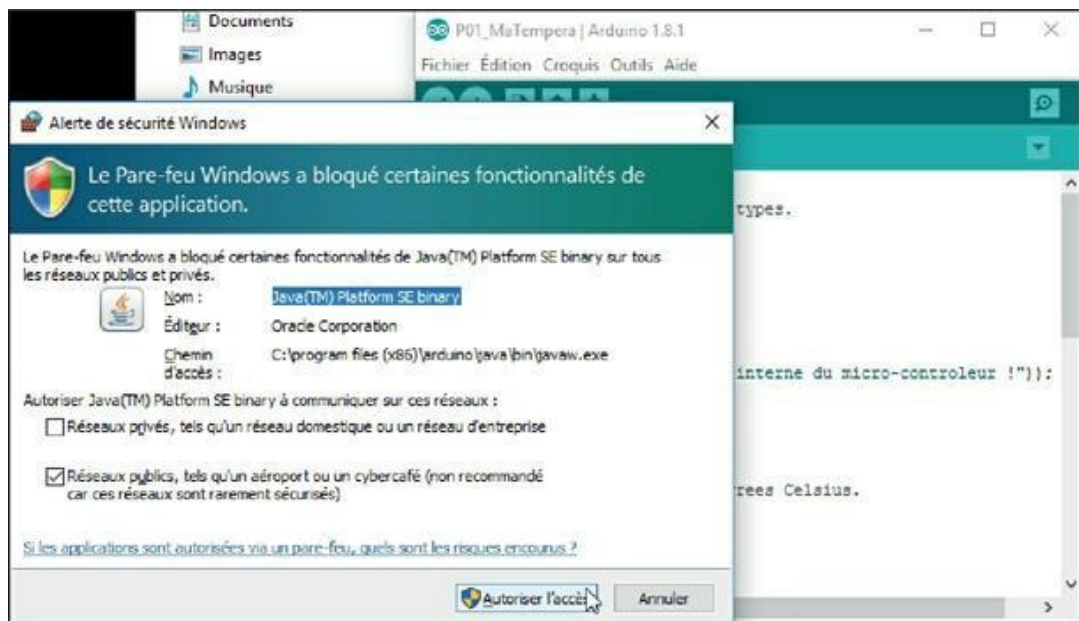 Documents
Images
Musique
P01_MaTempera | Arduino 1.8.1
Fichier Édition Croquis Outils Aide
Alerte de sécurité Windows
Le Pare-feu Windows a bloqué certaines fonctionnalités de
cette application.
Le Pare-feu Windows a bloqué certaines fonctionnalités de Java(TM) Platform SE binary sur tous
les réseaux publics et privés.
Nom : Java(TM) Platform SE binary
Éditeur : Oracle Corporation
Chemin d'accès : C:\program files (x86)\arduino\java\bin\javaw.exe
Autoriser Java(TM) Platform SE binary à communiquer sur ces réseaux :
Réseaux privés, tels qu'un réseau domestique ou un réseau d'entreprise
Réseaux publics, tels qu'un aéroport ou un cybercafé (non recommandé
car ces réseaux sont rarement sécurisés)
Si les applications sont autorisées via un pare-feu, quels sont les risques encourus ?
Autoriser l'accès Annuler
types.
interne du micro-controleur !"));
rees Celsius.